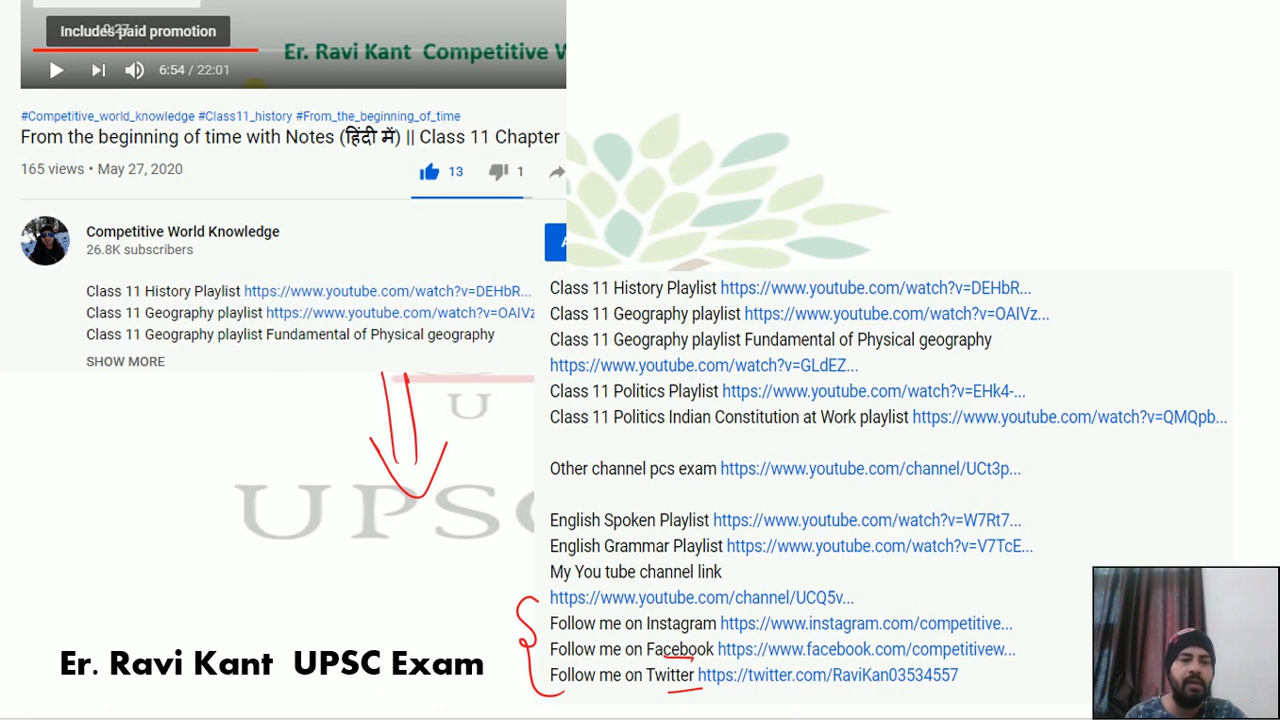 Includes paid promotion
Er. Ravi Kant Competitive W
6:54 / 22:01
#Competitive_world_knowledge #Class11_history #From_the_beginning_of_time
From the beginning of time with Notes (हिंदी में) || Class 11 Chapter
165 views • May 27, 2020
13
1
Competitive World Knowledge
26.8K subscribers
Class 11 History Playlist https://www.youtube.com/watch?v=DEHbR...
Class 11 Geography playlist https://www.youtube.com/watch?v=OAlVz
Class 11 Geography playlist Fundamental of Physical geography
SHOW MORE
U
UPSC
Class 11 History Playlist https://www.youtube.com/watch?v=DEHbR...
Class 11 Geography playlist https://www.youtube.com/watch?v=OAlVz...
Class 11 Geography playlist Fundamental of Physical geography
https://www.youtube.com/watch?v=GLdEZ...
Class 11 Politics Playlist https://www.youtube.com/watch?v=EHk4-...
Class 11 Politics Indian Constitution at Work playlist https://www.youtube.com/watch?v=QMQpb...
Other channel pcs exam https://www.youtube.com/channel/UCt3p...
English Spoken Playlist https://www.youtube.com/watch?v=W7Rt7...
English Grammar Playlist https://www.youtube.com/watch?v=V7TcE...
My You tube channel link
https://www.youtube.com/channel/UCQ5v...
Follow me on Instagram https://www.instagram.com/competitive...
Follow me on Facebook https://www.facebook.com/competitivew...
Follow me on Twitter https://twitter.com/RaviKan03534557
Er. Ravi Kant UPSC Exam